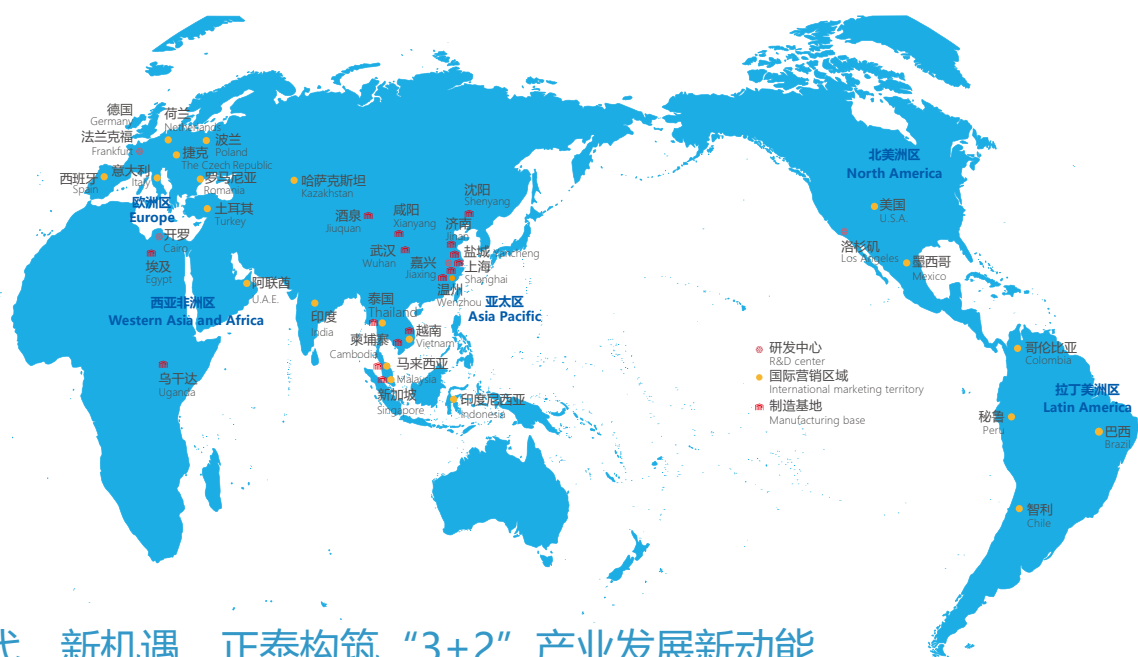 德国
Germany
荷兰
Netherlands
法兰克福
Frankfurt
波兰
Poland
捷克
The Czech Republic
西班牙
Spain
意大利
Italy
罗马尼亚
Romania
哈萨克斯坦
Kazakhstan
欧洲区
Europe
土耳其
Turkey
开罗
Cairo
埃及
Egypt
阿联酋
U.A.E.
西亚非洲区
Western Asia and Africa
乌干达
Uganda
印度
India
沈阳
Shenyang
酒泉
Jiuquan
咸阳
Xianyang
济南
Jinan
武汉
Wuhan
盐城 Yancheng
嘉兴
Jiaxing
上海
Shanghai
温州
Wenzhou
亚太区
Asia Pacific
泰国
Thailand
越南
Vietnam
柬埔寨
Cambodia
马来西亚
Malaysia
新加坡
Singapore
印度尼西亚
Indonesia
北美洲区
North America
美国
U.S.A.
洛杉矶
Los Angeles
墨西哥
Mexico
研发中心
R&D center
国际营销区域
International marketing territory
制造基地
Manufacturing base
哥伦比亚
Colombia
拉丁美洲区
Latin America
秘鲁
Peru
巴西
Brazil
智利
Chile
新机遇 正泰构筑“3+2”产业发展新动能